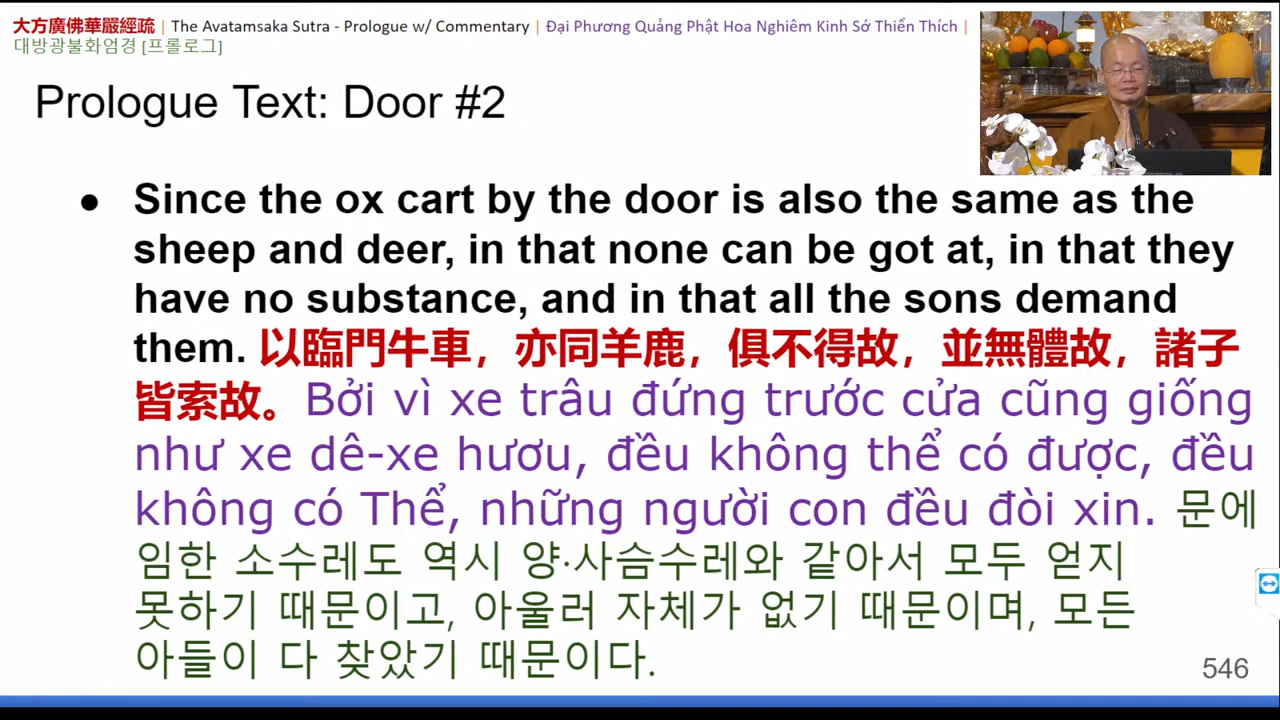 大方廣佛華嚴經疏 | The Avatamsaka Sutra - Prologue w/ Commentary | Đại Phương Quảng Phật Hoa Nghiêm Kinh Sớ Thiển Thích |
대방광불화엄경 [프롤로그]
Prologue Text: Door #2
● Since the ox cart by the door is also the same as the
sheep and deer, in that none can be got at, in that they
have no substance, and in that all the sons demand
them. 以臨門牛車，亦同羊鹿，俱不得故，並無體故，諸子
皆索故。Bởi vì xe trâu đứng trước cửa cũng giống
như xe dê-xe hươu, đều không thể có được, đều
không có Thể, những người con đều đòi xin. 문에
임한 소수레도 역시 양·사슴수레와 같아서 모두 얻지
못하기 때문이고, 아울러 자체가 없기 때문이며, 모든
아들이 다 찾았기 때문이다.
546